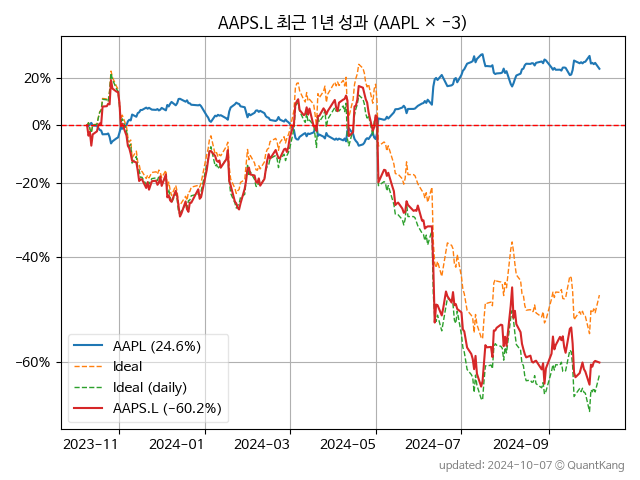 AAPS.L 최근 1년 성과 (AAPL × −3)
20%
0%
−20%
−40%
−60%
AAPL (24.6%)
Ideal
Ideal (daily)
AAPS.L (−60.2%)
2023-11
2024-01
2024-03
2024-05
2024-07
2024-09
updated: 2024-10-07 © QuantKang